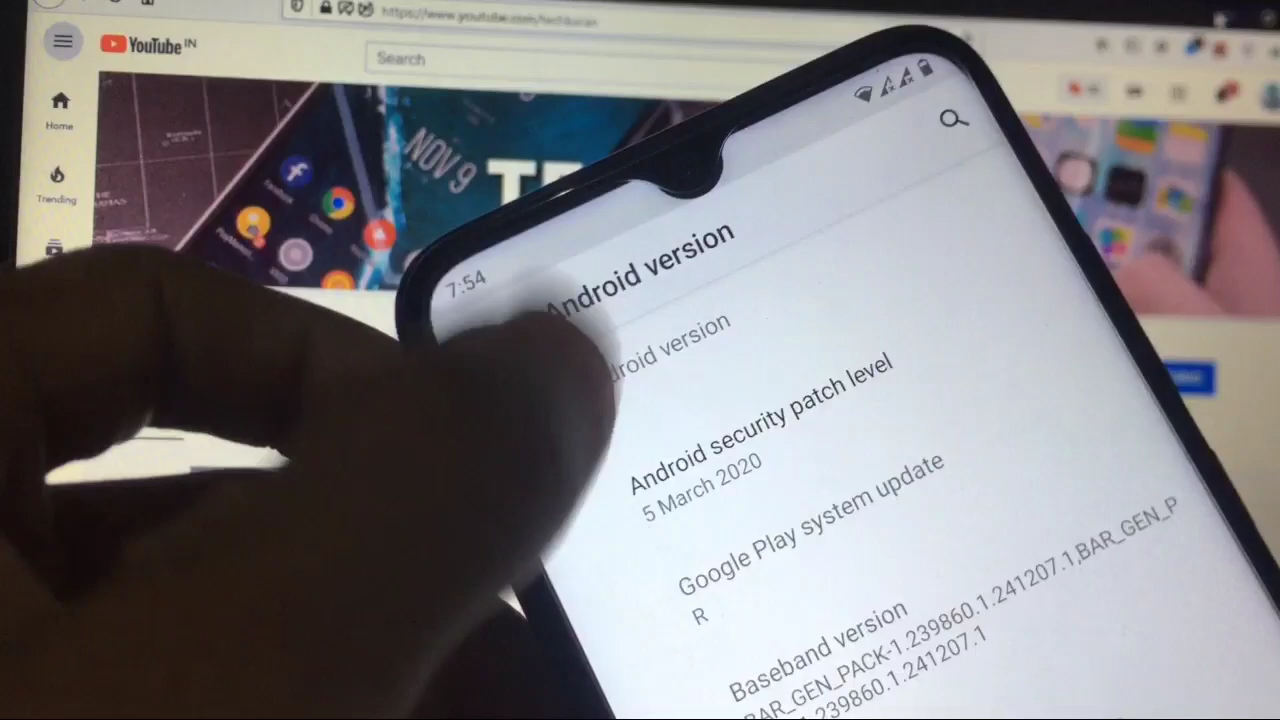 https://www.youtube.com/
YouTube IN
Search
Home
Trending
NOV 9
Facebook
7:54
Android version
droid version
Android security patch level
5 March 2020
Google Play system update
R
Baseband version
BAR_GEN_PACK-1.239860.1.241207.1,BAR_GEN_P
.239860.1.241207.1